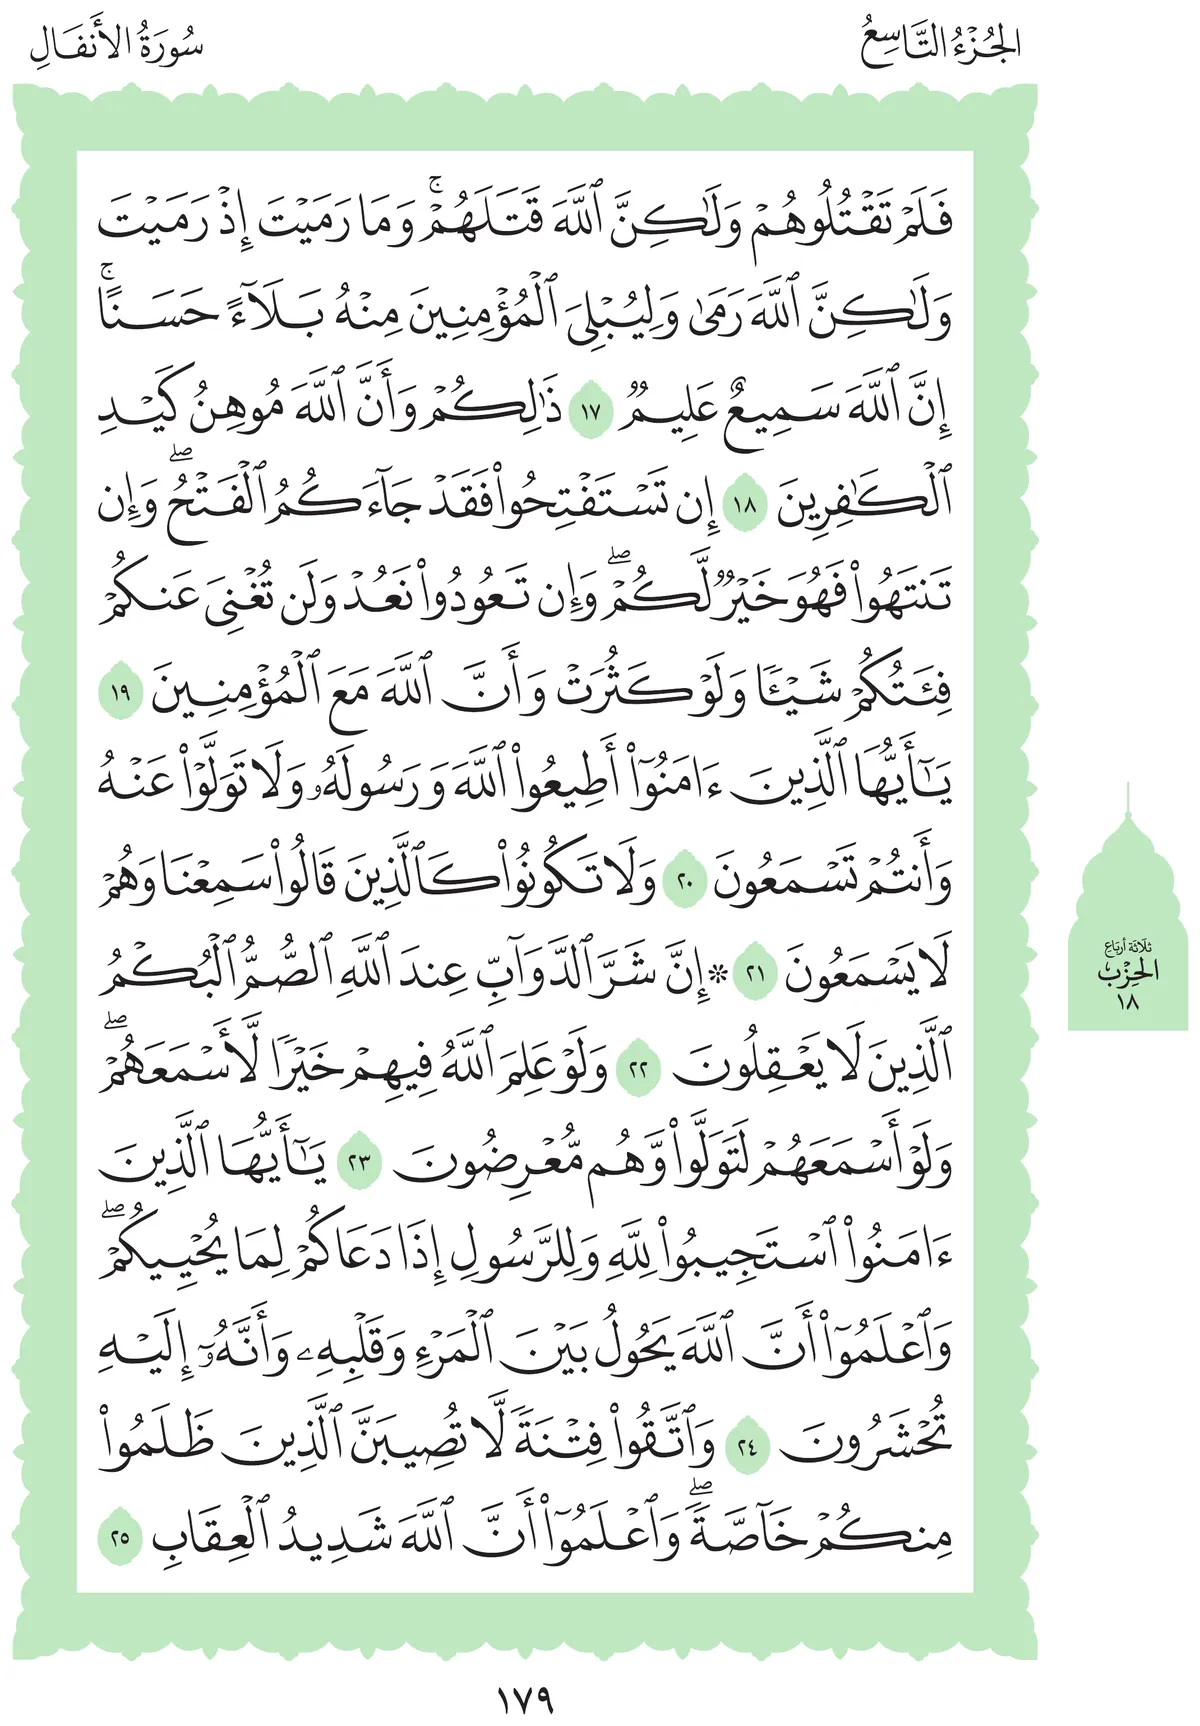 الجُزْءُ التَّاسِعُ
سُورَةُ الأَنفَالِ
فَلَمْ تَقْتُلُوهُمْ وَلَٰكِنَّ ٱللَّهَ قَتَلَهُمْۚ وَمَا رَمَيْتَ إِذْ رَمَيْتَ
وَلَٰكِنَّ ٱللَّهَ رَمَىٰ وَلِيُبْلِيَ ٱلْمُؤْمِنِينَ مِنْهُ بَلَآءً حَسَنًاۚ
إِنَّ ٱللَّهَ سَمِيعٌ عَلِيمٌ ١٧ ذَٰلِكُمْ وَأَنَّ ٱللَّهَ مُوهِنُ كَيْدِ
ٱلْكَٰفِرِينَ ١٨ إِن تَسْتَفْتِحُوا۟ فَقَدْ جَآءَكُمُ ٱلْفَتْحُۖ وَإِن
تَنتَهُوا۟ فَهُوَ خَيْرٌ لَّكُمْۖ وَإِن تَعُودُوا۟ نَعُدْ وَلَن تُغْنِيَ عَنكُمْ
فِئَتُكُمْ شَيْـًٔا وَلَوْ كَثُرَتْ وَأَنَّ ٱللَّهَ مَعَ ٱلْمُؤْمِنِينَ ١٩
يَٰٓأَيُّهَا ٱلَّذِينَ ءَامَنُوٓا۟ أَطِيعُوا۟ ٱللَّهَ وَرَسُولَهُۥ وَلَا تَوَلَّوْا۟ عَنْهُ
وَأَنتُمْ تَسْمَعُونَ ٢٠ وَلَا تَكُونُوا۟ كَٱلَّذِينَ قَالُوا۟ سَمِعْنَا وَهُمْ
لَا يَسْمَعُونَ ٢١ ۞ إِنَّ شَرَّ ٱلدَّوَآبِّ عِندَ ٱللَّهِ ٱلصُّمُّ ٱلْبُكْمُ
ٱلَّذِينَ لَا يَعْقِلُونَ ٢٢ وَلَوْ عَلِمَ ٱللَّهُ فِيهِمْ خَيْرًا لَّأَسْمَعَهُمْۖ
وَلَوْ أَسْمَعَهُمْ لَتَوَلَّوا۟ وَّهُم مُّعْرِضُونَ ٢٣ يَٰٓأَيُّهَا ٱلَّذِينَ
ءَامَنُوا۟ ٱسْتَجِيبُوا۟ لِلَّهِ وَلِلرَّسُولِ إِذَا دَعَاكُمْ لِمَا يُحْيِيكُمْۖ
وَٱعْلَمُوٓا۟ أَنَّ ٱللَّهَ يَحُولُ بَيْنَ ٱلْمَرْءِ وَقَلْبِهِۦ وَأَنَّهُۥٓ إِلَيْهِ
تُحْشَرُونَ ٢٤ وَٱتَّقُوا۟ فِتْنَةً لَّا تُصِيبَنَّ ٱلَّذِينَ ظَلَمُوا۟
مِنكُمْ خَآصَّةًۖ وَٱعْلَمُوٓا۟ أَنَّ ٱللَّهَ شَدِيدُ ٱلْعِقَابِ ٢٥
ثلَاثَة أربَاع
الحِزْب
١٨
١٧٩